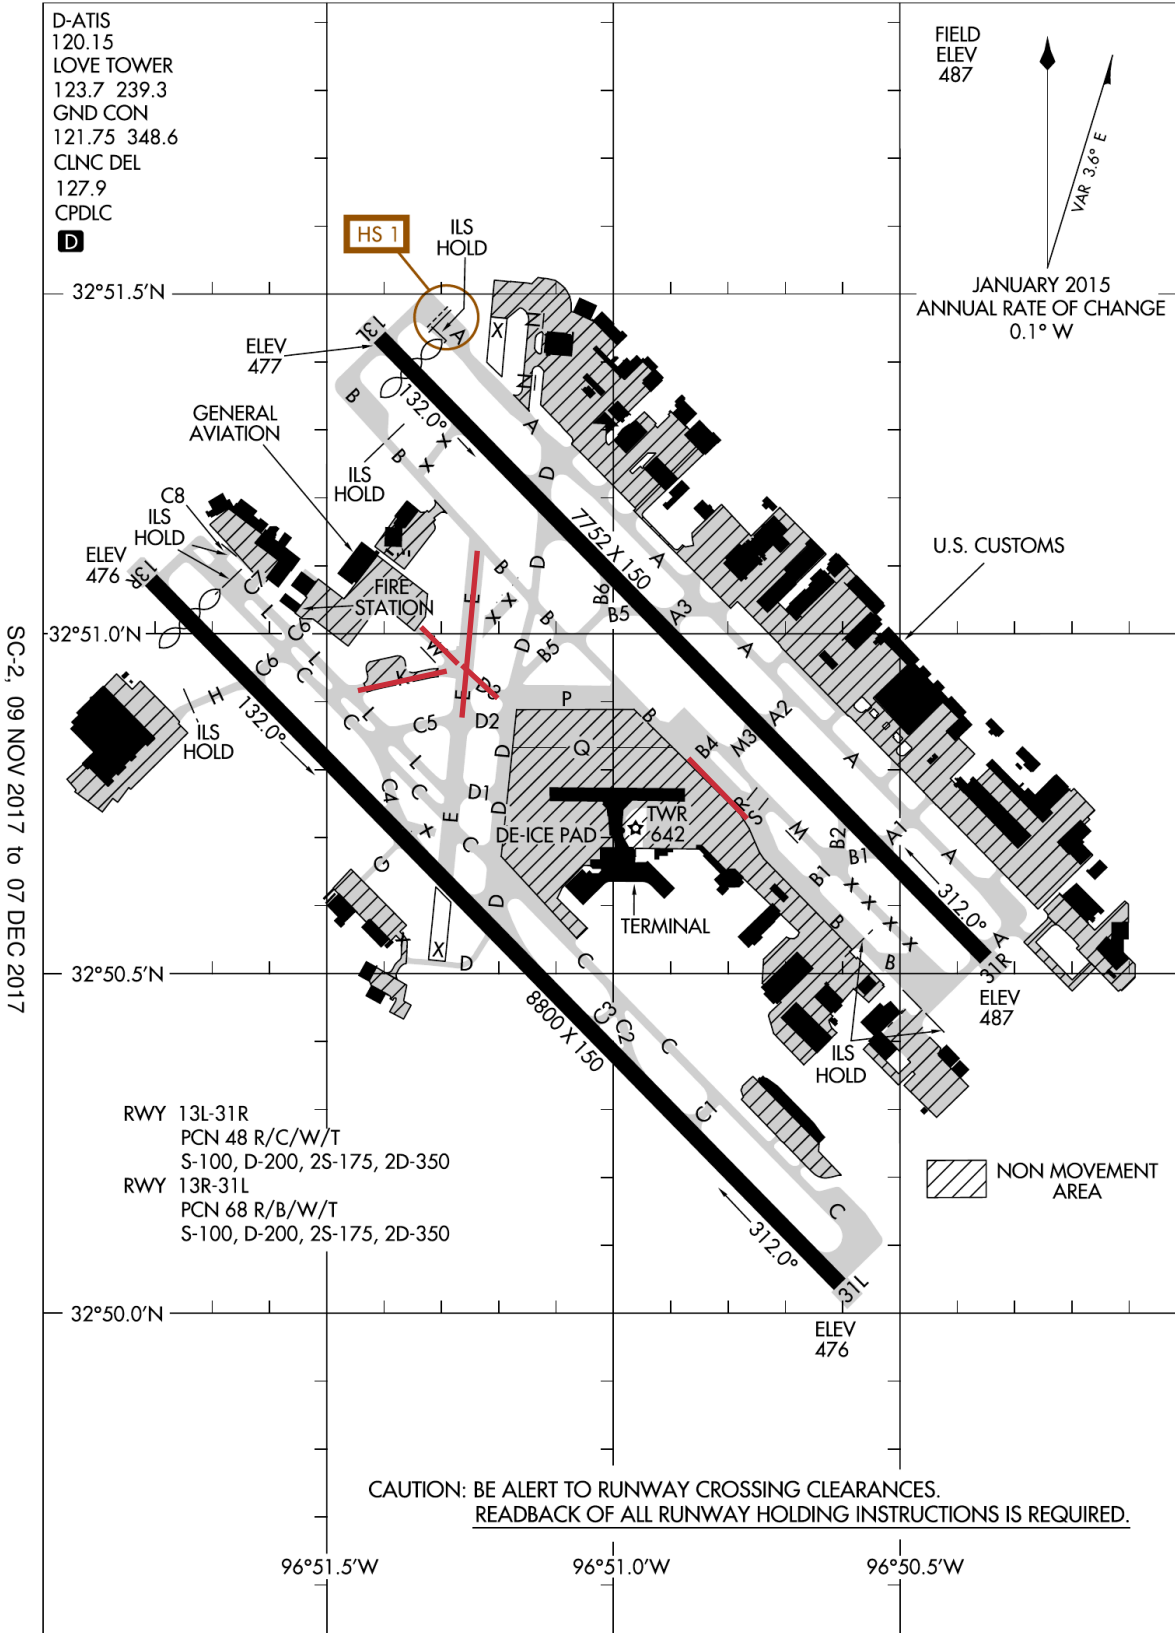 D-ATIS
120.15
LOVE TOWER
123.7 239.3
GND CON
121.75 348.6
CLNC DEL
127.9
CPDLC
D
FIELD
ELEV
487
VAR 3.6° E
JANUARY 2015
ANNUAL RATE OF CHANGE
0.1° W
HS 1
ILS
HOLD
32°51.5'N
13L
A
X
N
N
ELEV
477
B
132.0°
A
GENERAL
AVIATION
X
X
B
ILS
HOLD
D
C8
ILS
HOLD
7752 X 150
U.S. CUSTOMS
ELEV
476
13R
C7
L
FIRE
STATION
E
B
D
B6
B5
A
A3
X
X
B
32°51.0'N
C6
W
D
B5
A
L
C
C6
K
H
132.0°
ILS
HOLD
E
D3
D2
P
B
A2
M3
C
L
C5
D
Q
B4
A
L
C4
C
D1
D
E
X
C
DE-ICE PAD
TWR
642
R
S
M
B2
B1
A1
A
G
B1
X
X
X
X
312.0°
TERMINAL
D
B
B
A
31R
X
D
C
32°50.5'N
ELEV
487
8800 X 150
C3
C2
C
ILS
HOLD
C1
RWY 13L-31R
PCN 48 R/C/W/T
S-100, D-200, 2S-175, 2D-350
RWY 13R-31L
PCN 68 R/B/W/T
S-100, D-200, 2S-175, 2D-350
NON MOVEMENT
AREA
C
312.0°
31L
32°50.0'N
ELEV
476
CAUTION: BE ALERT TO RUNWAY CROSSING CLEARANCES.
READBACK OF ALL RUNWAY HOLDING INSTRUCTIONS IS REQUIRED.
96°51.5'W
96°51.0'W
96°50.5'W
SC-2, 09 NOV 2017 to 07 DEC 2017